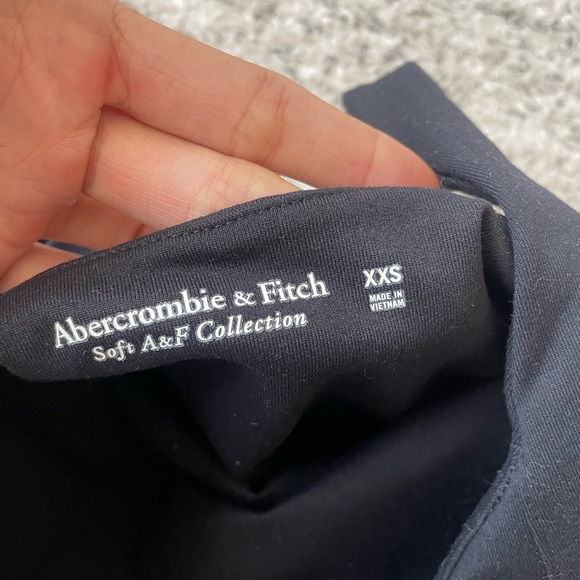 Abercrombie & Fitch
Soft A&F Collection
XXS
MADE IN
VIETNAM